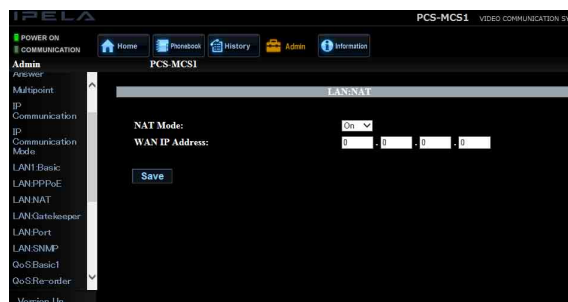 IPELA
PCS-MCS1 VIDEO COMMUNICATION SY
POWER ON
COMMUNICATION
Home
Phonebook
History
Admin
Information
Admin PCS-MCS1
Answer
Multipoint
IP
Communication
IP
Communication
Mode
LAN1:Basic
LAN:PPPoE
LAN:NAT
LAN:Gatekeeper
LAN:Port
LAN:SNMP
QoS:Basic1
QoS:Re-order
Version Up
LAN:NAT
NAT Mode: On
WAN IP Address: 0 . 0 . 0 . 0
Save